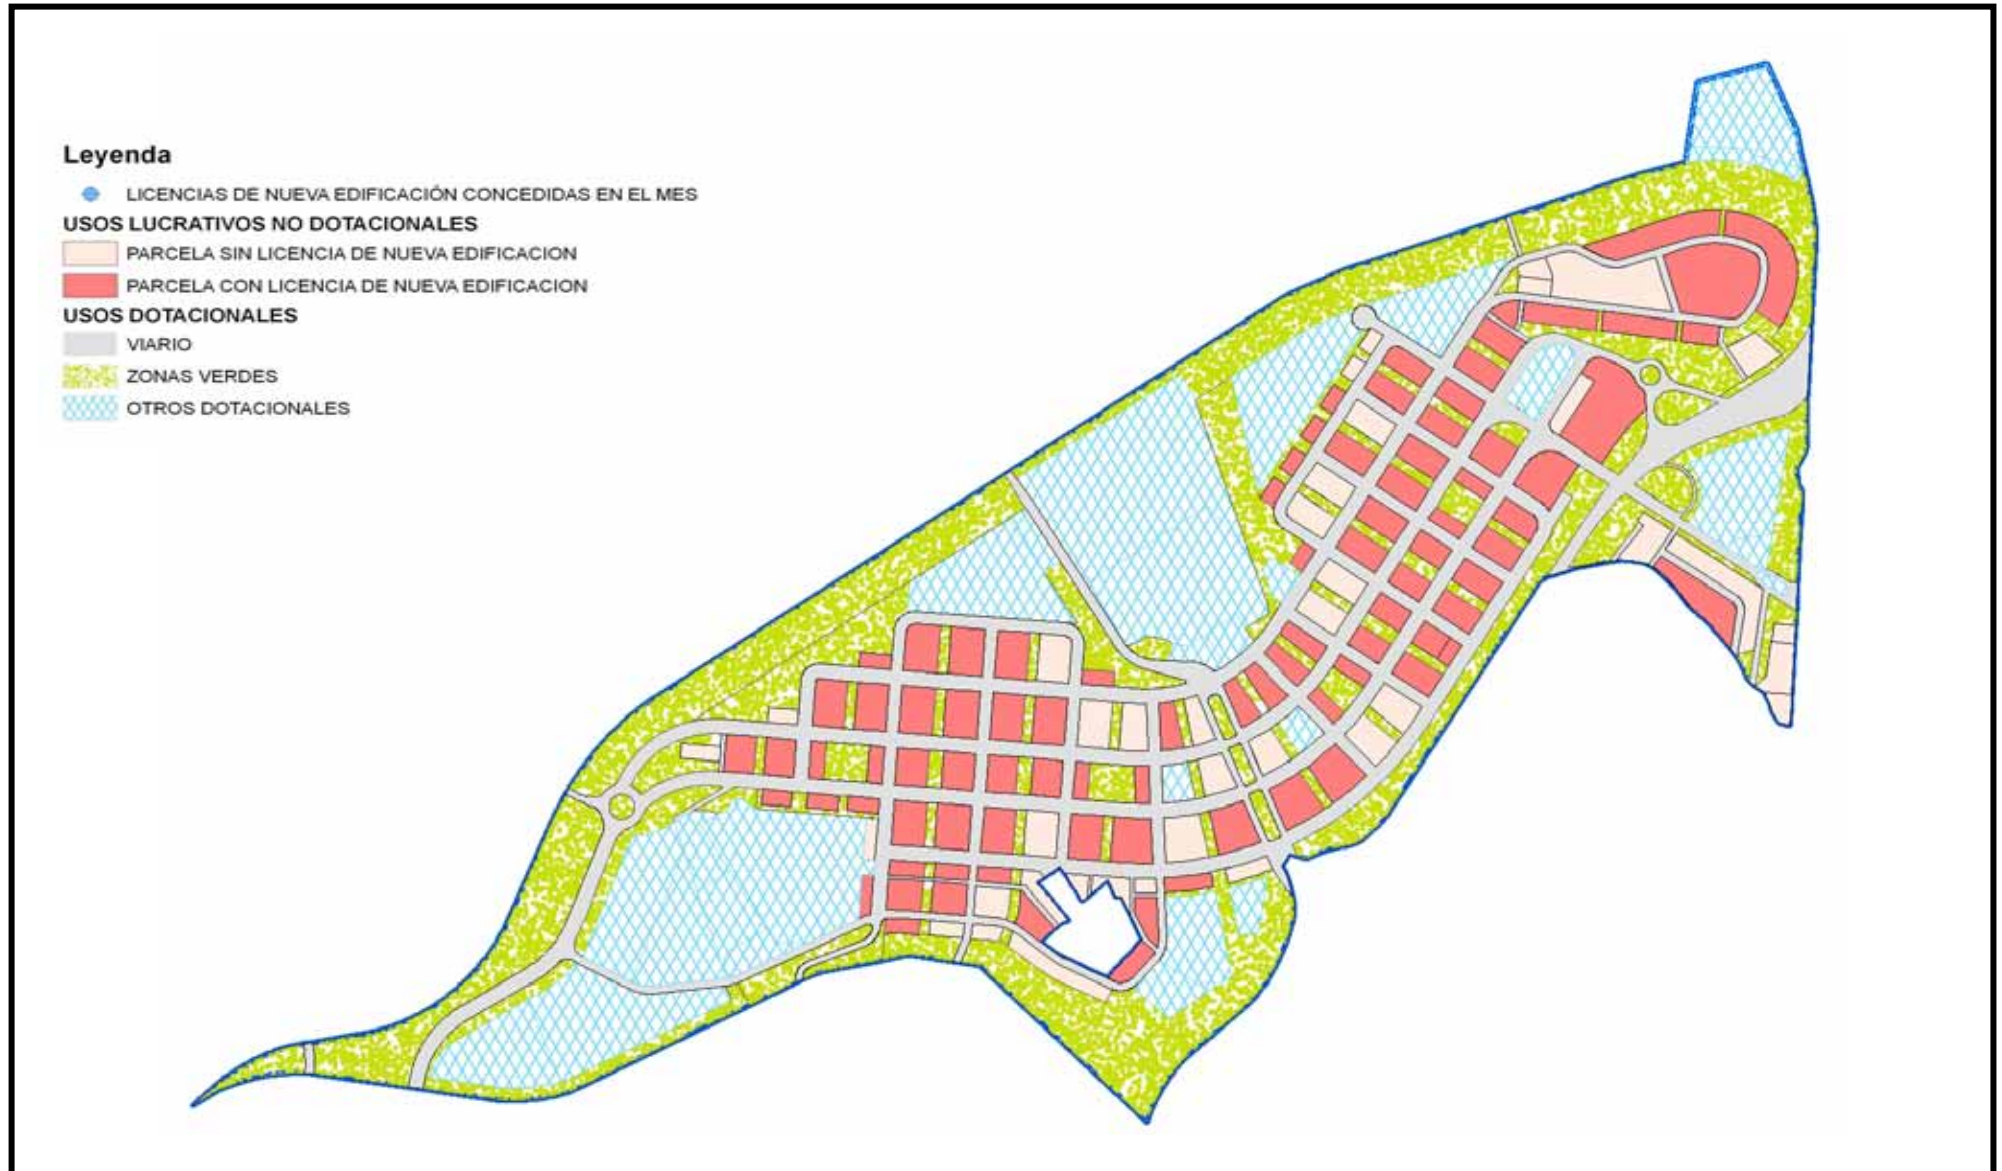 Leyenda
LICENCIAS DE NUEVA EDIFICACIÓN CONCEDIDAS EN EL MES
USOS LUCRATIVOS NO DOTACIONALES
PARCELA SIN LICENCIA DE NUEVA EDIFICACION
PARCELA CON LICENCIA DE NUEVA EDIFICACION
USOS DOTACIONALES
VIARIO
ZONAS VERDES
OTROS DOTACIONALES